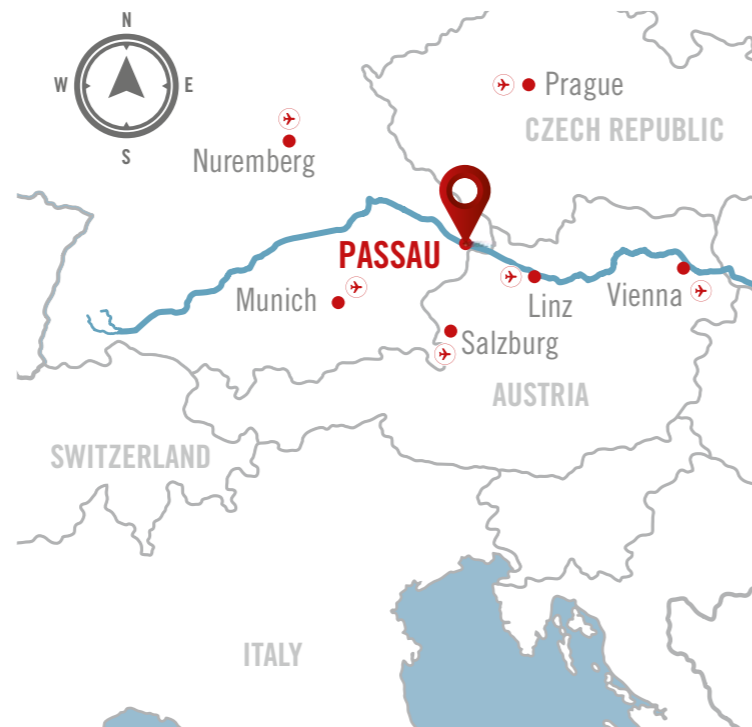 N
W
E
S
Prague
CZECH REPUBLIC
Nuremberg
PASSAU
Munich
Linz
Vienna
Salzburg
AUSTRIA
SWITZERLAND
ITALY